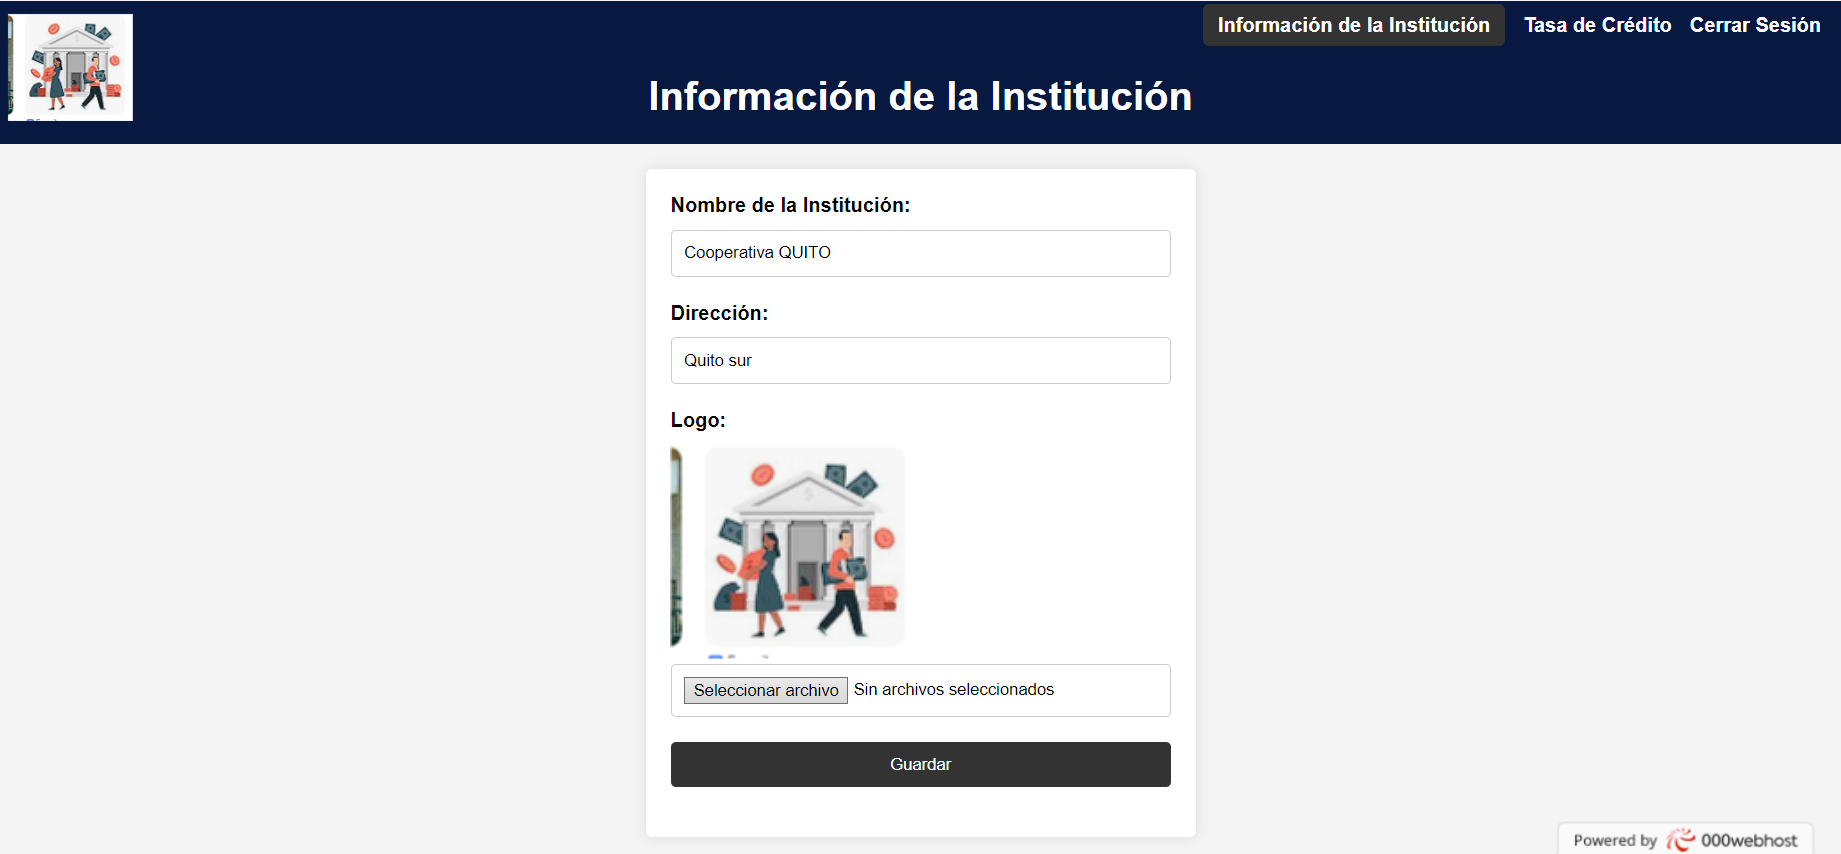 Información de la Institución Tasa de Crédito Cerrar Sesión
Información de la Institución
Nombre de la Institución:
Cooperativa QUITO
Dirección:
Quito sur
Logo:
Seleccionar archivo Sin archivos seleccionados
Guardar
Powered by 000webhost